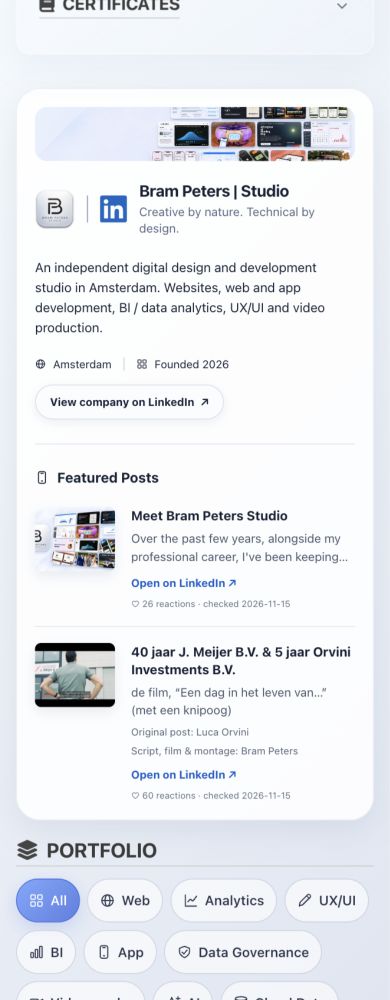 CERTIFICATES
Bram Peters | Studio
Creative by nature. Technical by
design.
An independent digital design and development
studio in Amsterdam. Websites, web and app
development, BI / data analytics, UX/UI and video
production.
Amsterdam
Founded 2026
View company on LinkedIn ↗
Featured Posts
Meet Bram Peters Studio
Over the past few years, alongside my
professional career, I've been keeping...
Open on LinkedIn ↗
♡ 26 reactions · checked 2026-11-15
40 jaar J. Meijer B.V. & 5 jaar Orvini
Investments B.V.
de film, “Een dag in het leven van...”
(met een knipoog)
Original post: Luca Orvini
Script, film & montage: Bram Peters
Open on LinkedIn ↗
♡ 60 reactions · checked 2026-11-15
PORTFOLIO
All
Web
Analytics
UX/UI
BI
App
Data Governance